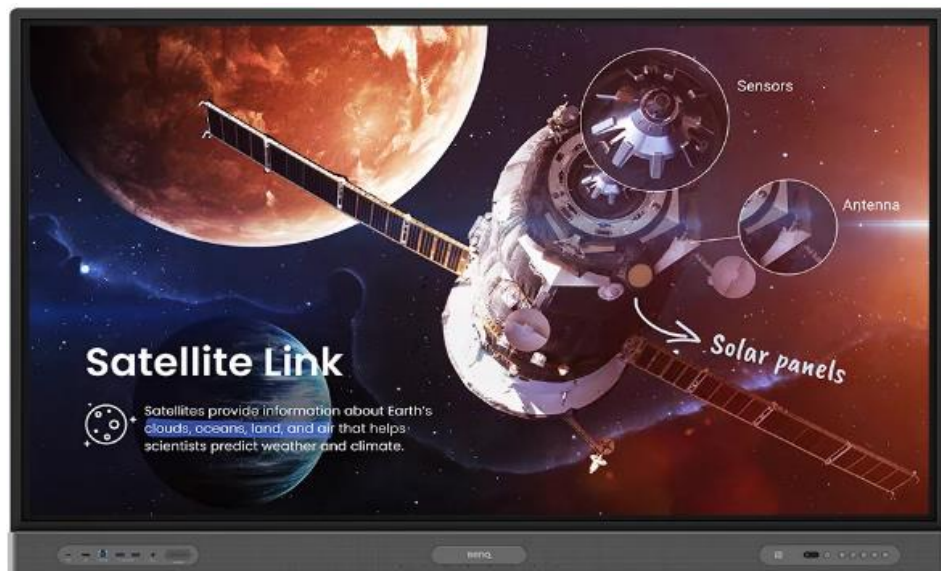 Sensors
Antenna
Solar panels
Satellite Link
Satellites provide information about Earth's
clouds, oceans, land, and air that helps
scientists predict weather and climate.
BenQ